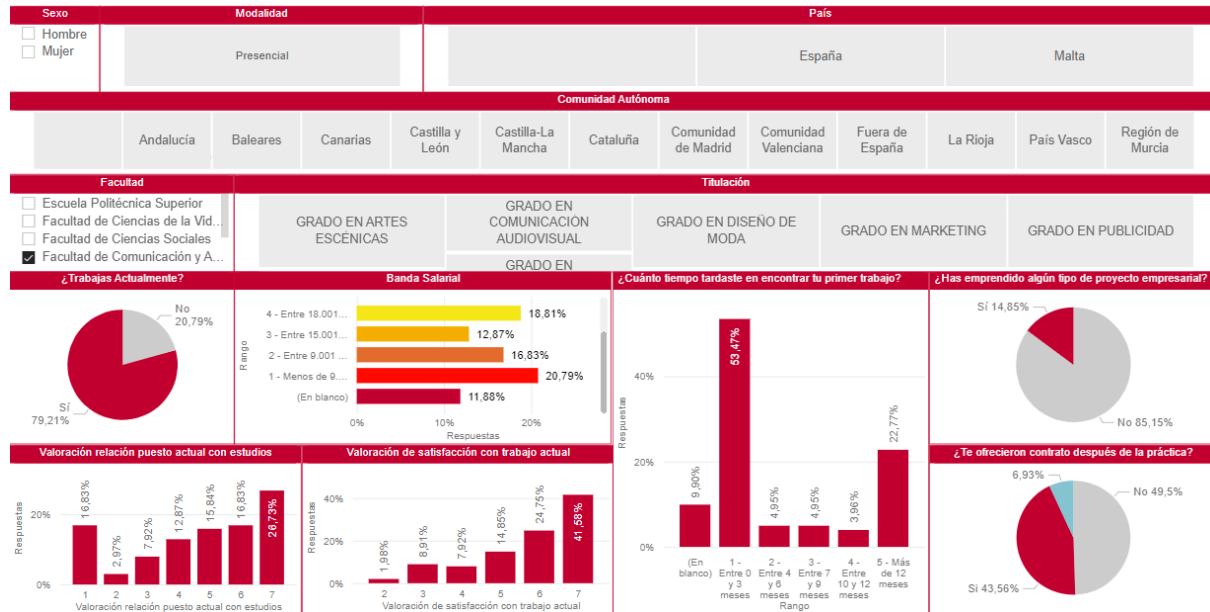 Sexo
Modalidad
País
Hombre
Mujer
Presencial
España
Malta
Comunidad Autónoma
Andalucía
Baleares
Canarias
Castilla y
León
Castilla-La
Mancha
Cataluña
Comunidad
de Madrid
Comunidad
Valenciana
Fuera de
España
La Rioja
País Vasco
Región de
Murcia
Facultad
Titulación
Escuela Politécnica Superior
Facultad de Ciencias de la Vid...
Facultad de Ciencias Sociales
Facultad de Comunicación y A...
GRADO EN ARTES
ESCÉNICAS
GRADO EN
COMUNICACIÓN
AUDIOVISUAL
GRADO EN
GRADO EN DISEÑO DE
MODA
GRADO EN MARKETING
GRADO EN PUBLICIDAD
¿Trabajas Actualmente?
No
20,79%
Sí
79,21%
Banda Salarial
Rango
4 - Entre 18.001...
18,81%
3 - Entre 15.001...
12,87%
2 - Entre 9.001 ...
16,83%
1 - Menos de 9....
20,79%
(En blanco)
11,88%
0%
10%
20%
Respuestas
¿Cuánto tiempo tardaste en encontrar tu primer trabajo?
Respuestas
40%
20%
0%
9,90%
53,47%
4,95%
4,95%
3,96%
22,77%
(En
blanco)
1 -
Entre 0
y 3
meses
2 -
Entre 4
y 6
meses
3 -
Entre 7
y 9
meses
4 -
Entre
10 y 12
meses
5 - Más
de 12
meses
Rango
¿Has emprendido algún tipo de proyecto empresarial?
Sí 14,85%
No 85,15%
Valoración relación puesto actual con estudios
Respuestas
20%
0%
16,83%
2,97%
7,92%
12,87%
15,84%
16,83%
26,73%
1
2
3
4
5
6
7
Valoración relación puesto actual con estudios
Valoración de satisfacción con trabajo actual
Respuestas
40%
20%
0%
1,98%
8,91%
7,92%
14,85%
24,75%
41,58%
2
3
4
5
6
7
Valoración de satisfacción con trabajo actual
¿Te ofrecieron contrato después de la práctica?
6,93%
No 49,5%
Si 43,56%